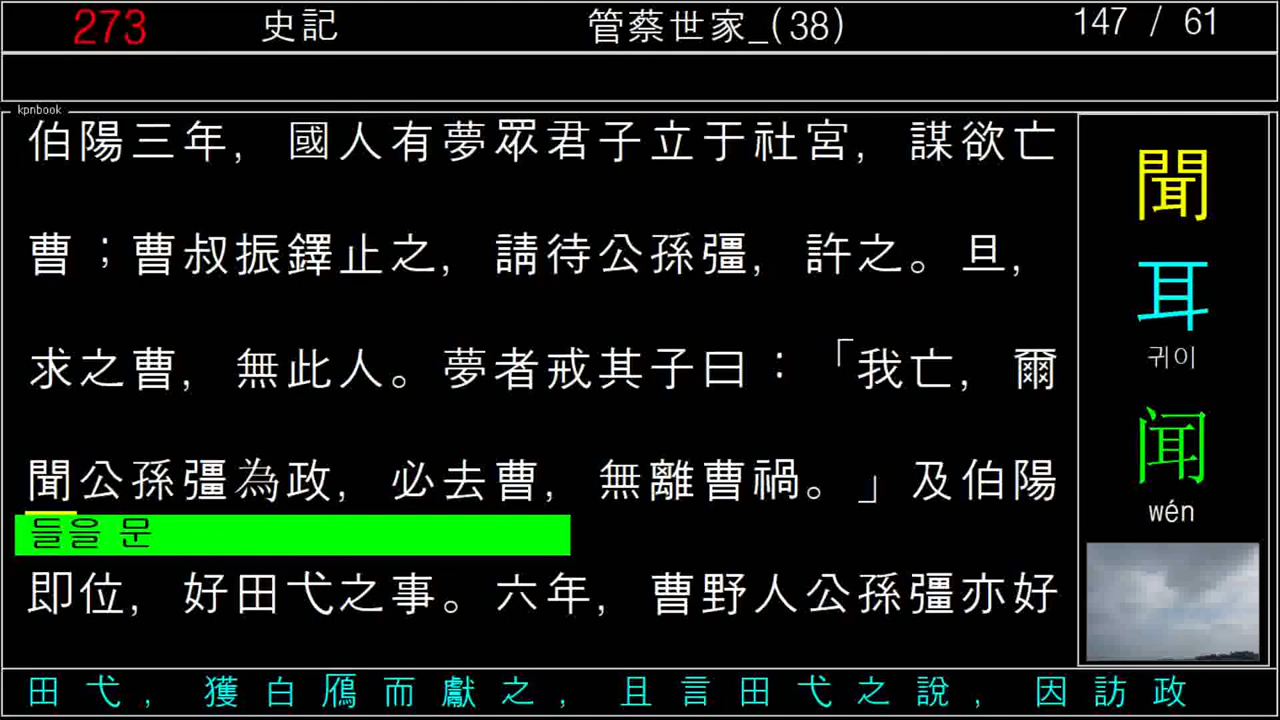 273 史記 管蔡世家_(38) 147 / 61
kpnbook
伯陽三年, 國人有夢眾君子立于社宮, 謀欲亡
曹；曹叔振鐸止之, 請待公孫彊, 許之。旦,
求之曹, 無此人。夢者戒其子曰：「我亡, 爾
聞公孫彊為政, 必去曹, 無離曹禍。」及伯陽
들을 문
即位, 好田弋之事。六年, 曹野人公孫彊亦好
田弋, 獲白鴈而獻之, 且言田弋之說, 因訪政
聞
耳
귀이
闻
wén